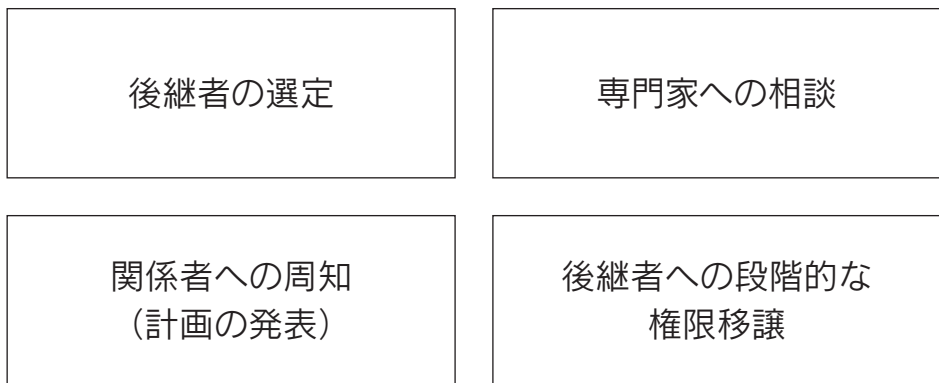 後継者の選定
専門家への相談
関係者への周知
（計画の発表）
後継者への段階的な
権限移譲